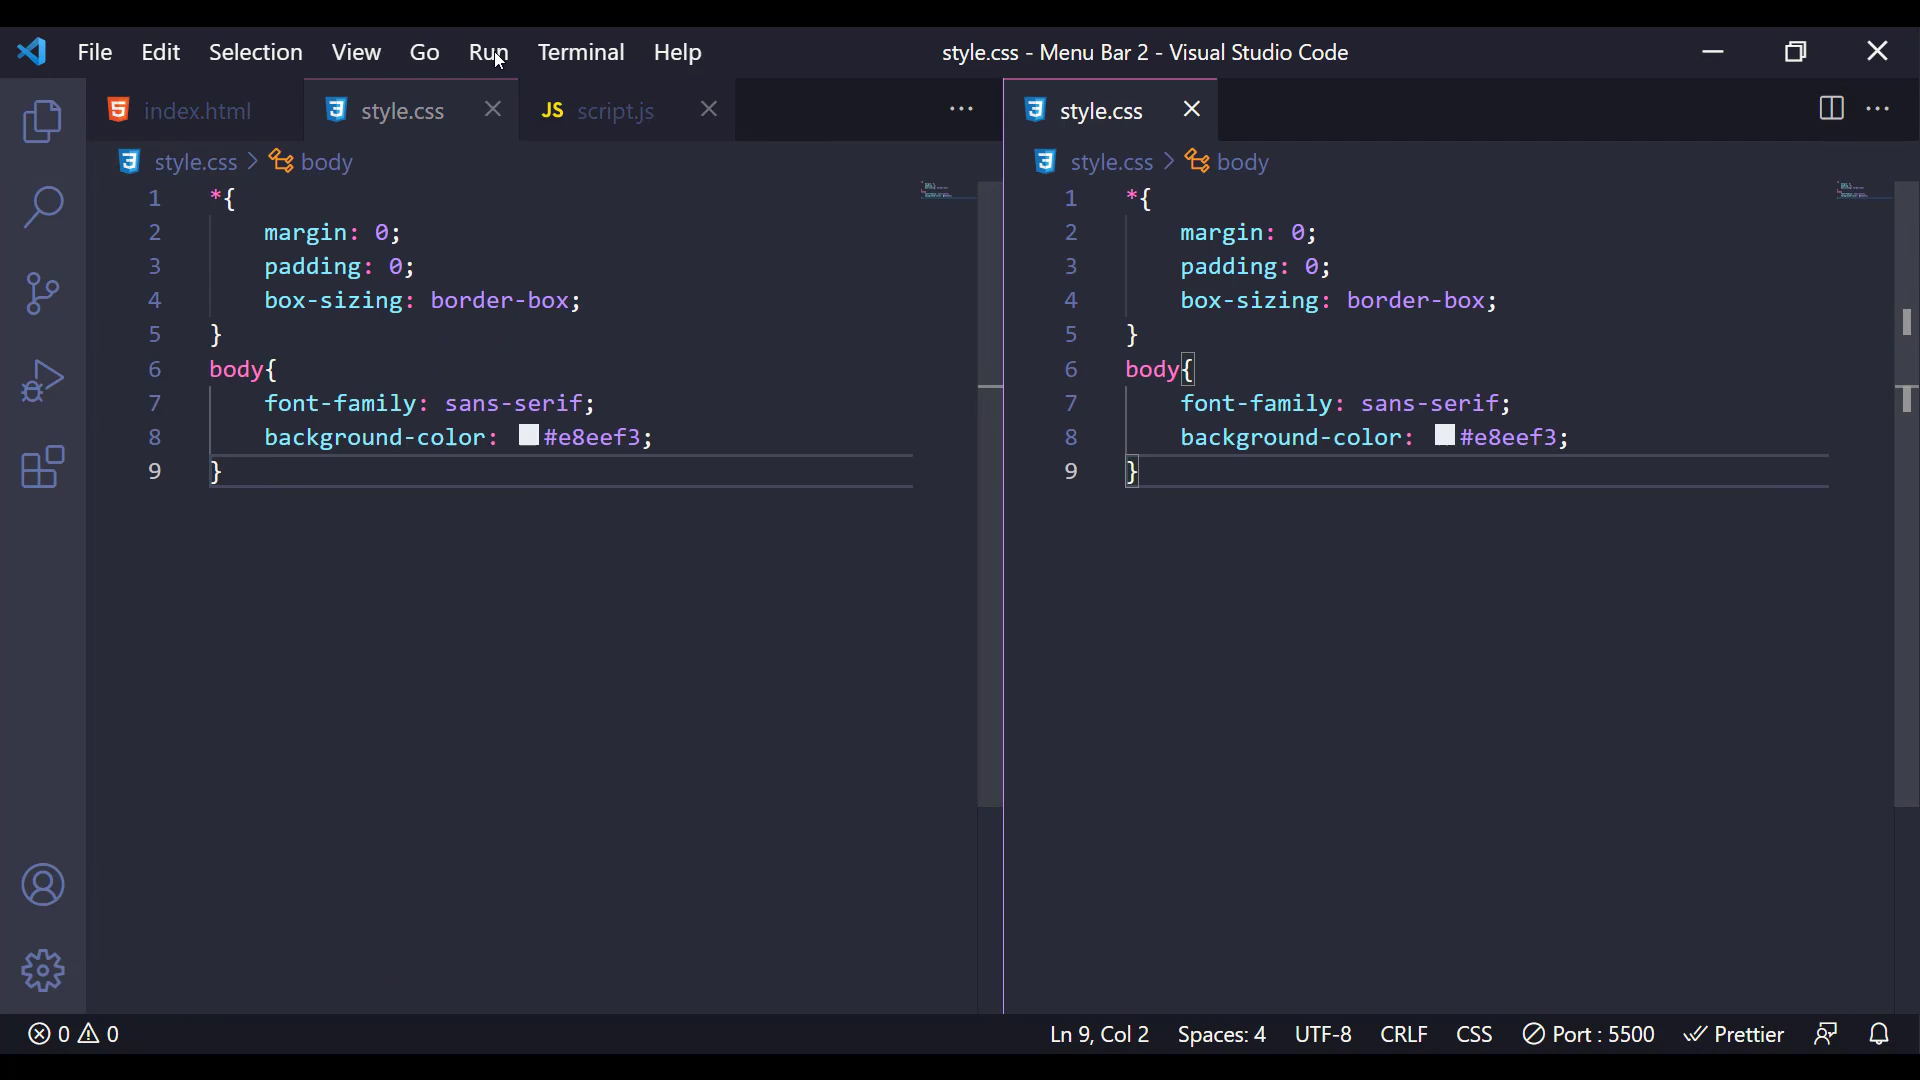 File Edit Selection View Go Run Terminal Help style.css - Menu Bar 2 - Visual Studio Code
index.html style.css JS script.js
style.css > body
1 *{
2 margin: 0;
3 padding: 0;
4 box-sizing: border-box;
5 }
6 body{
7 font-family: sans-serif;
8 background-color: #e8eef3;
9 }
style.css
style.css > body
1 *{
2 margin: 0;
3 padding: 0;
4 box-sizing: border-box;
5 }
6 body{
7 font-family: sans-serif;
8 background-color: #e8eef3;
9 }
0 0 Ln 9, Col 2 Spaces: 4 UTF-8 CRLF CSS Port : 5500 Prettier